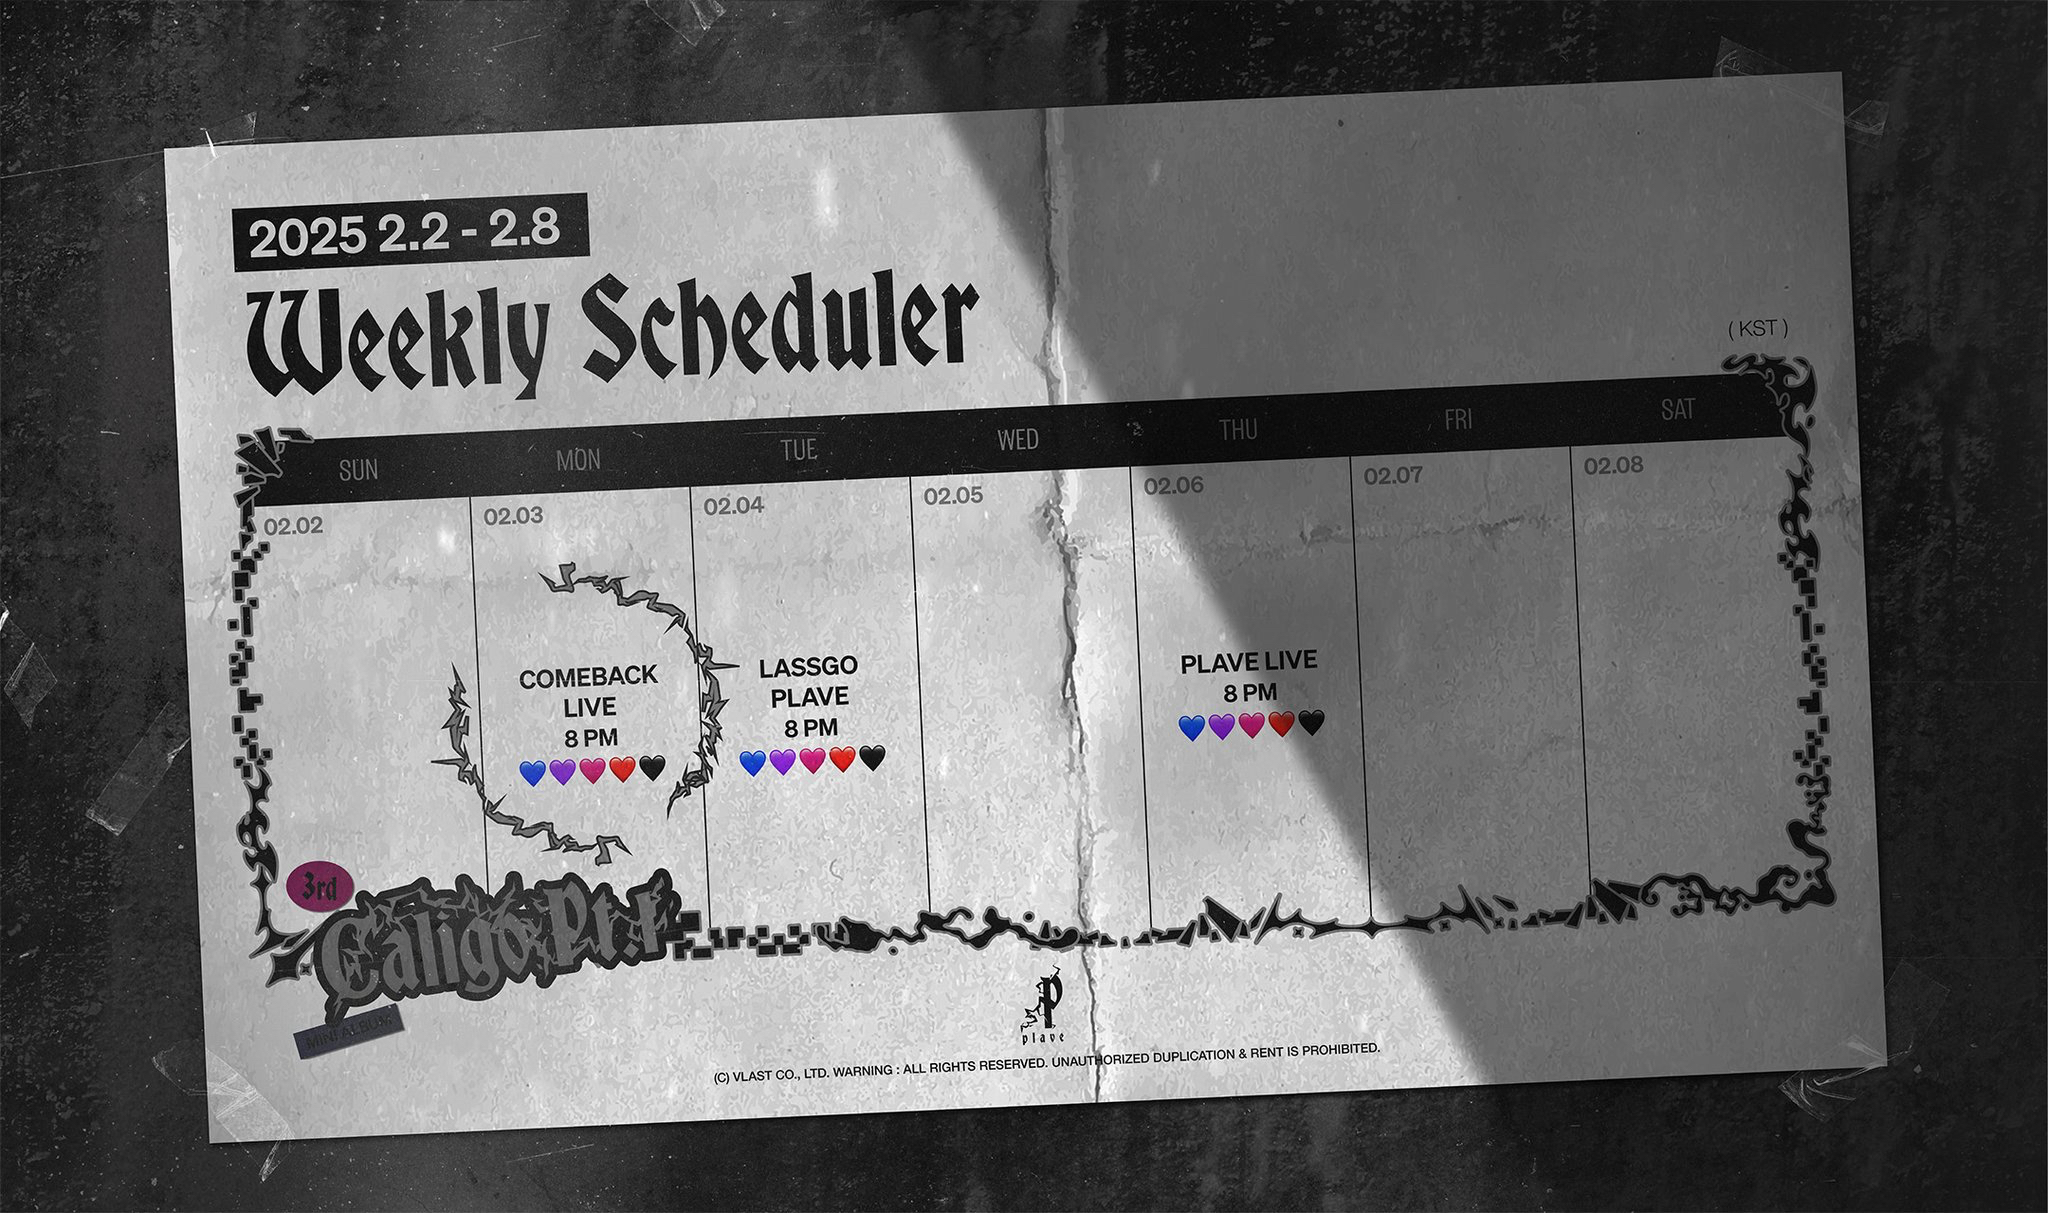 2025 2.2 - 2.8
Weekly Scheduler
( KST )
SUN MON TUE WED THU FRI SAT
02.02 02.03 02.04 02.05 02.06 02.07 02.08
COMEBACK
LIVE
8 PM
💙💜🩷❤️🖤
LASSGO
PLAVE
8 PM
💙💜🩷❤️🖤
PLAVE LIVE
8 PM
💙💜🩷❤️🖤
3rd
Caligo Pt.1
MINI ALBUM
P
plave
(C) VLAST CO., LTD. WARNING : ALL RIGHTS RESERVED. UNAUTHORIZED DUPLICATION & RENT IS PROHIBITED.